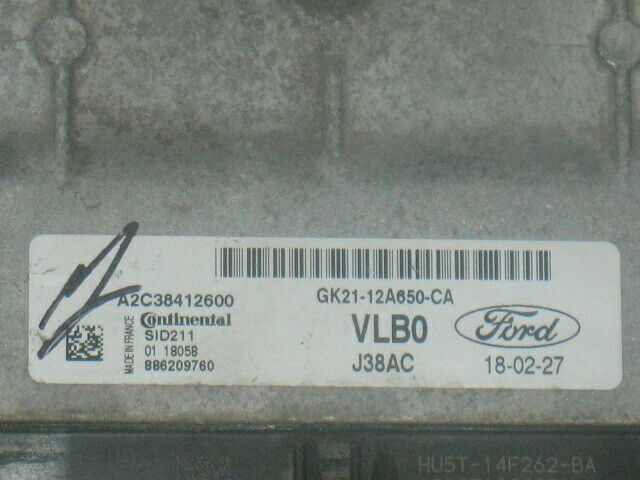 A2C38412600
GK21-12A650-CA
MADE IN FRANCE
Continental
SID211
01 18058
886209760
VLB0
J38AC
Ford
18-02-27
HU5T-14F262-BA